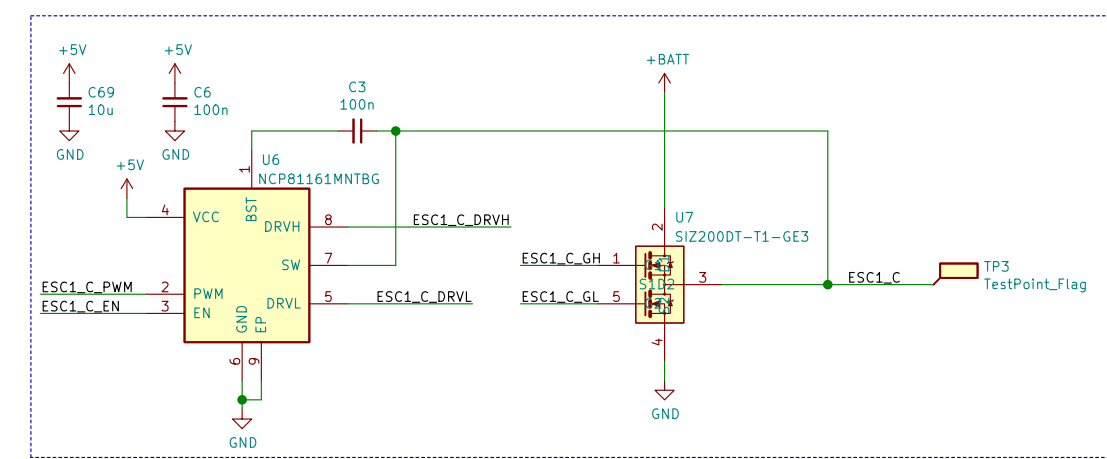 +5V
C69
10u
GND
+5V
C6
100n
GND
C3
100n
+BATT
+5V
U6
NCP81161MNTBG
1
BST
4
VCC
DRVH
8
ESC1_C_DRVH
SW
7
ESC1_C_PWM
2
PWM
ESC1_C_EN
3
EN
DRVL
5
ESC1_C_DRVL
GND
EP
6
9
GND
U7
SIZ200DT-T1-GE3
2
ESC1_C_GH
1
S1D2
3
ESC1_C_GL
5
4
GND
ESC1_C
TP3
TestPoint_Flag